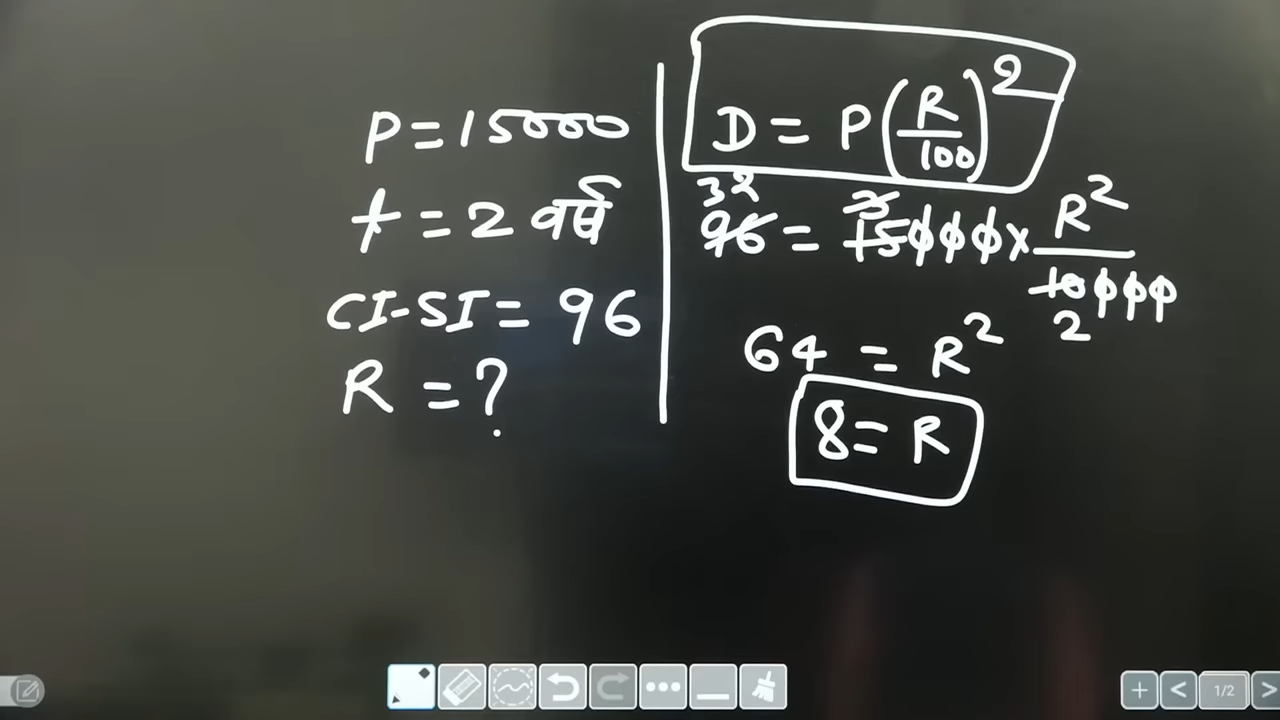 P = 15000
t = 2 वर्ष
CI-SI = 96
R = ?
D = P(R/100)²
32 3
96 = 15000 x R²/10000
2
64 = R²
8 = R
1/2